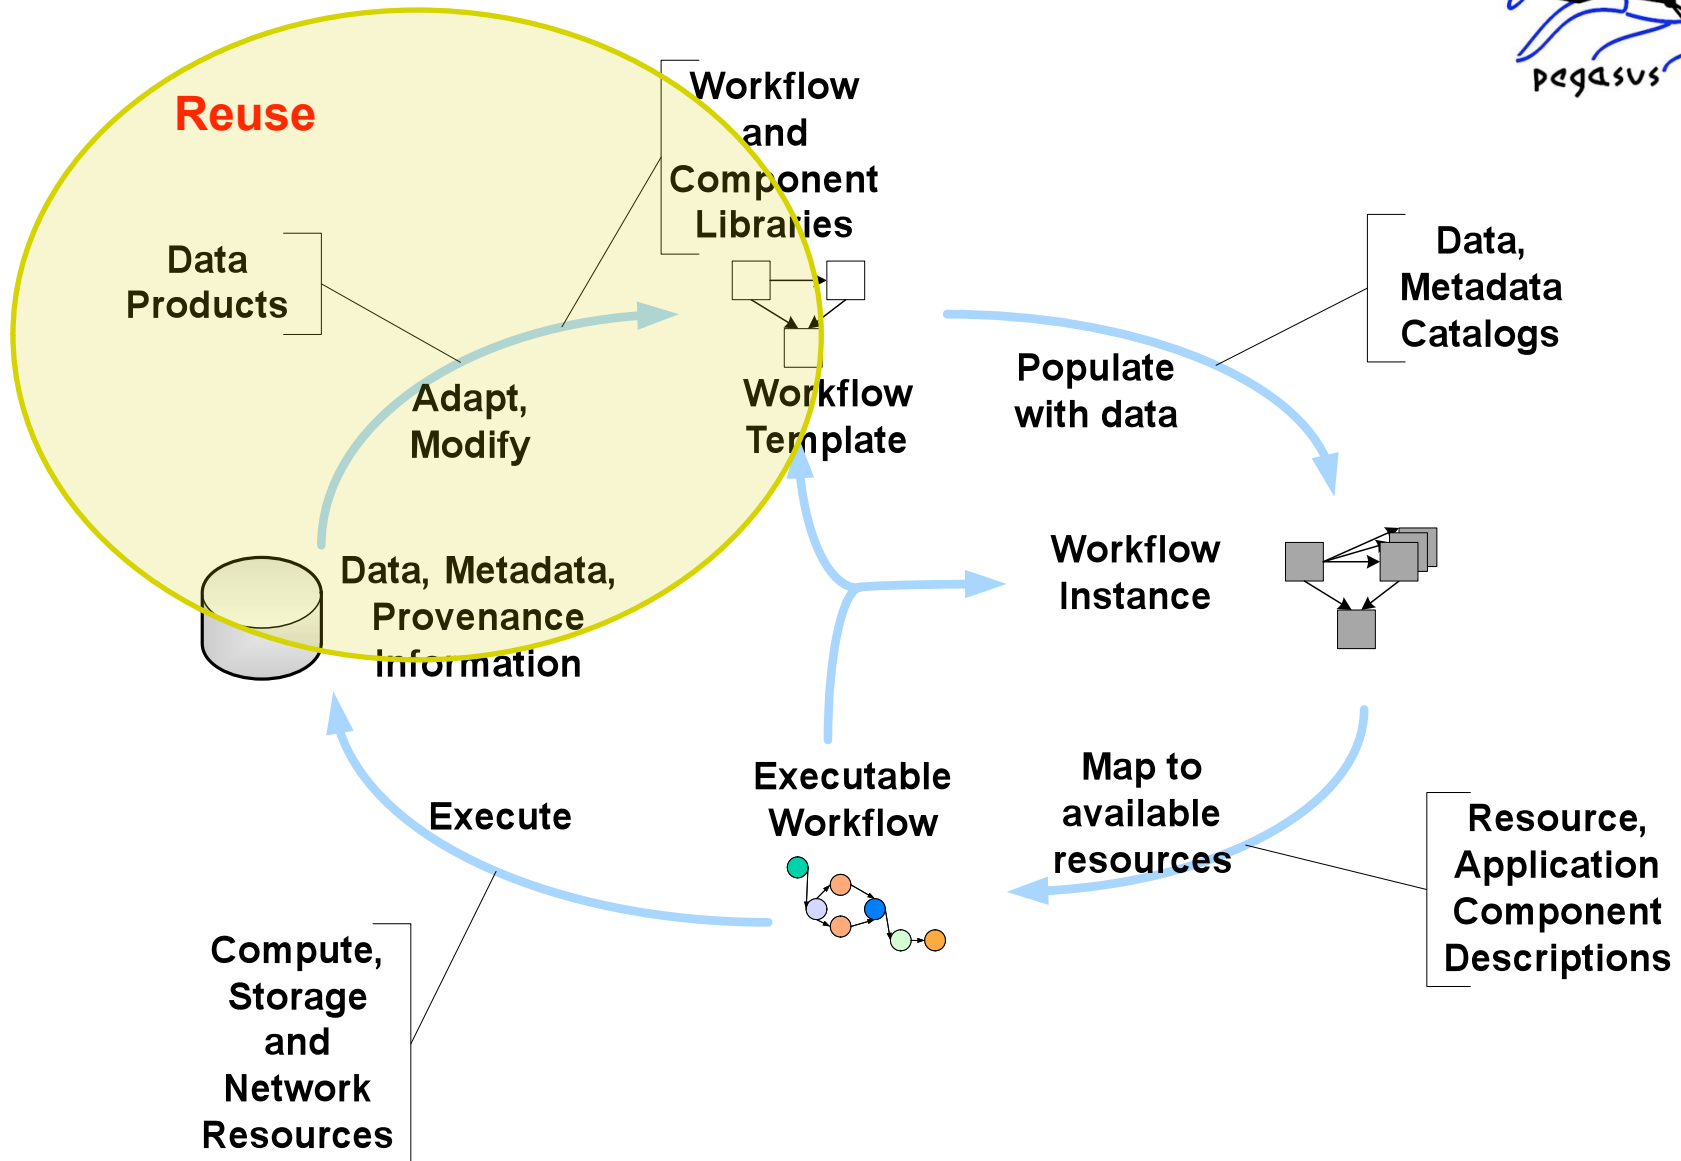 pegasus
Reuse
Workflow
and
Component
Libraries
Data
Products
Data,
Metadata
Catalogs
Adapt,
Modify
Workflow
Template
Populate
with data
Data, Metadata,
Provenance
Information
Workflow
Instance
Execute
Executable
Workflow
Map to
available
resources
Resource,
Application
Component
Descriptions
Compute,
Storage
and
Network
Resources